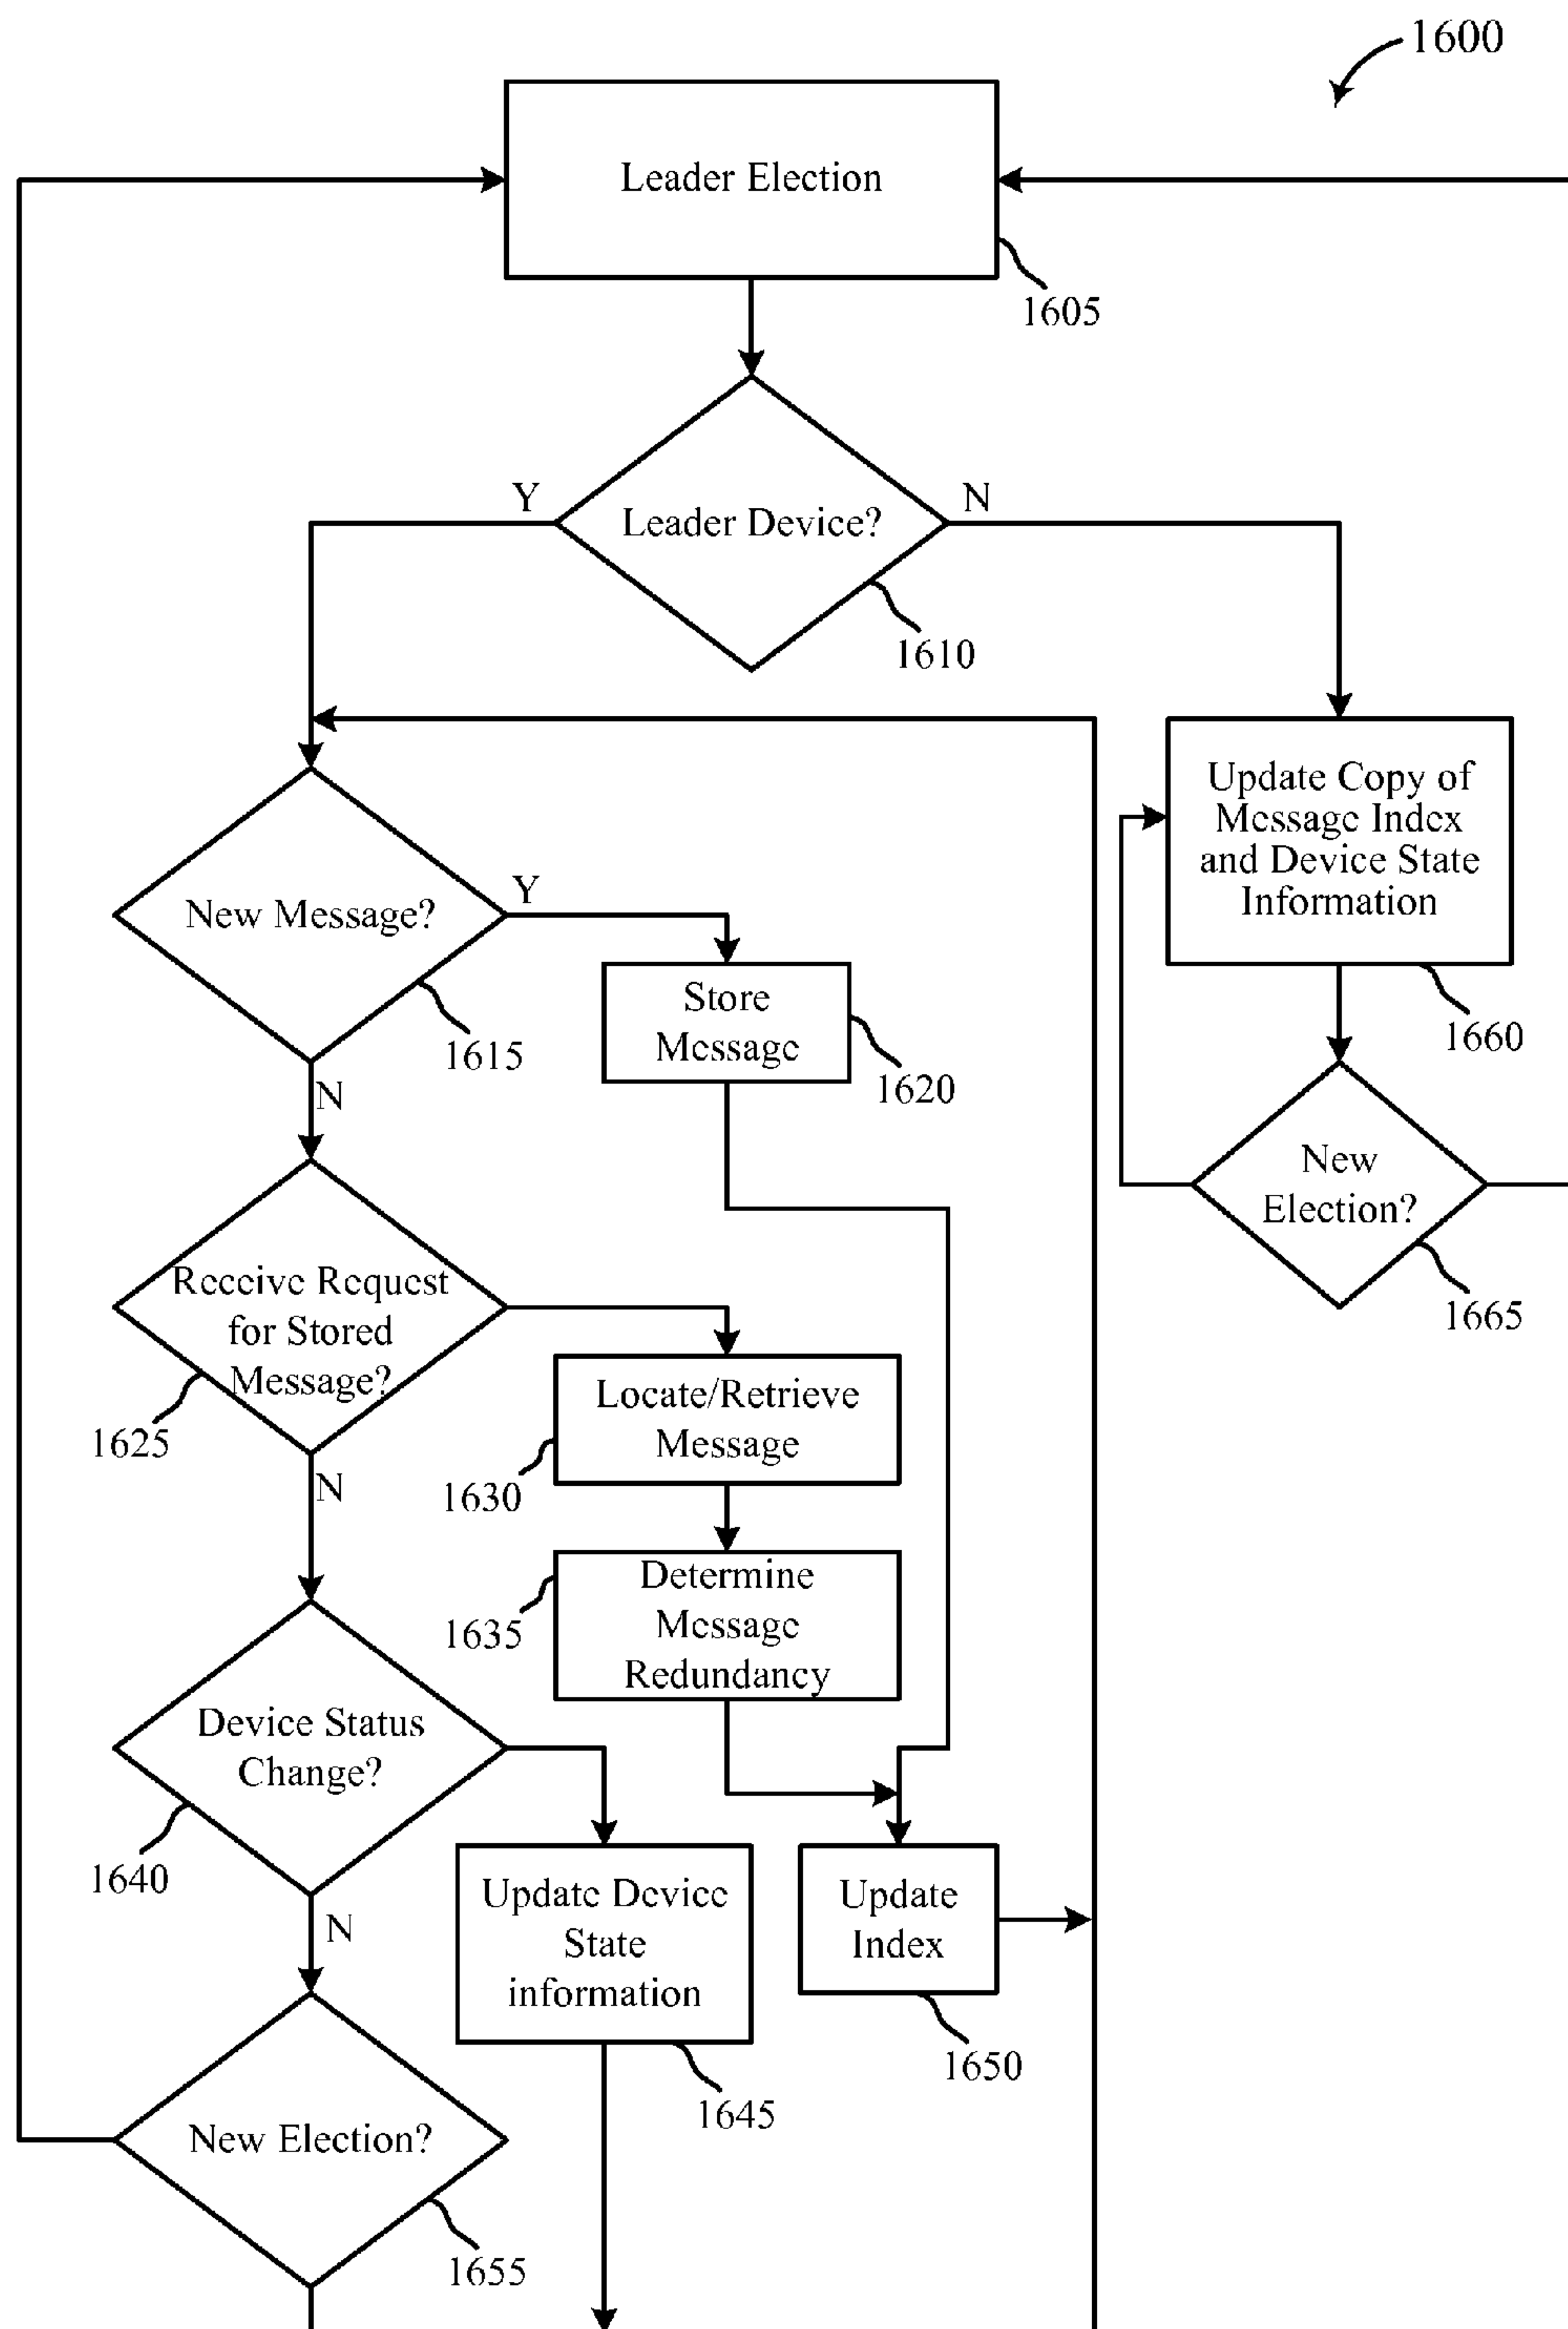 1600
Leader Election
1605
Y
N
Leader Device?
1610
Update Copy of
Message Index
and Device State
Information
1660
New Message?
Y
1615
Store
Message
1620
N
New
Election?
1665
Receive Request
for Stored
Message?
1625
Locate/Retrieve
Message
1630
N
Determine
Message
Redundancy
1635
Device Status
Change?
1640
Update Device
State
information
1645
Update
Index
1650
N
New Election?
1655